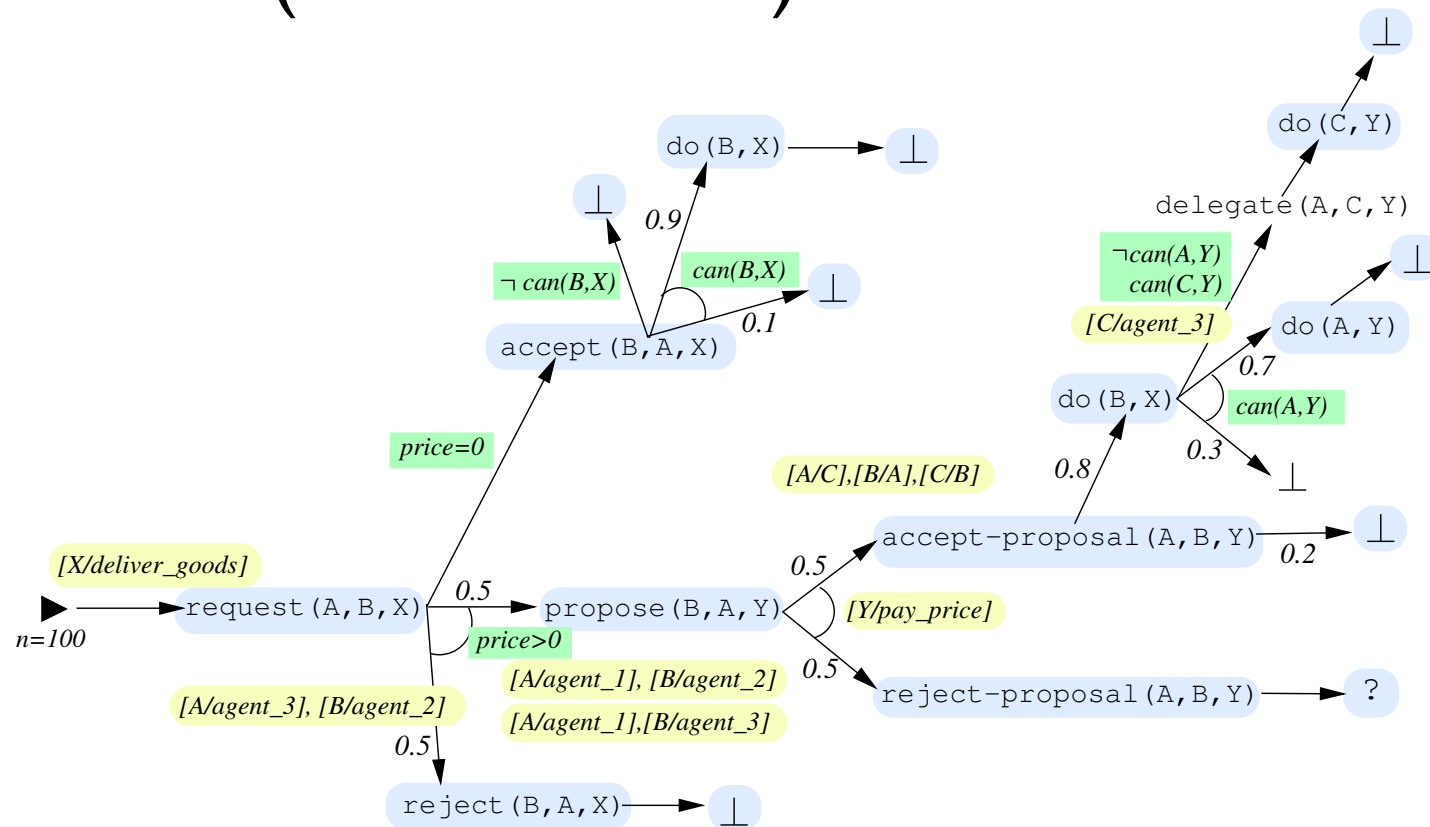 ( )
⊥
do(C,Y)
do(B,X)
⊥
⊥
0.9
delegate(A,C,Y)
¬can(A,Y)
can(C,Y)
⊥
¬ can(B,X)
can(B,X)
⊥
0.1
[C/agent_3]
do(A,Y)
accept(B,A,X)
0.7
do(B,X)
can(A,Y)
price=0
0.3
[A/C],[B/A],[C/B]
0.8
⊥
accept-proposal(A,B,Y)
⊥
0.2
[X/deliver_goods]
0.5
0.5
request(A,B,X)
propose(B,A,Y)
[Y/pay_price]
n=100
price>0
0.5
[A/agent_1], [B/agent_2]
reject-proposal(A,B,Y)
?
[A/agent_3], [B/agent_2]
[A/agent_1],[B/agent_3]
0.5
reject(B,A,X)
⊥